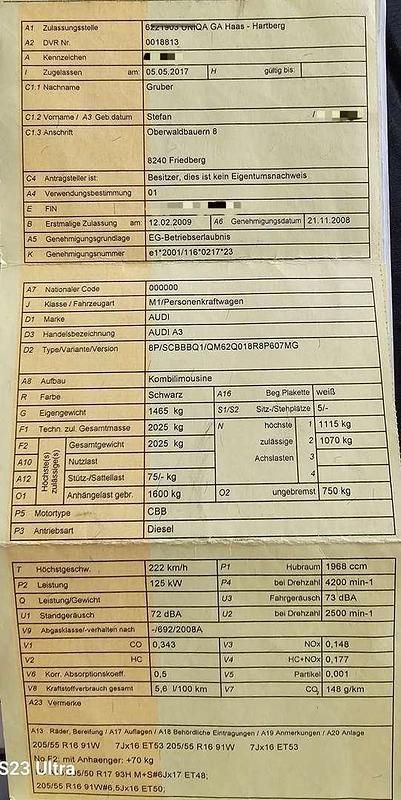 A1 Zulassungsstelle 6221903 UNIQA GA Haas - Hartberg
A2 DVR Nr. 0018813
A Kennzeichen
I Zugelassen am: 05.05.2017 H gültig bis:
C1.1 Nachname Gruber
C1.2 Vorname / A3 Geb.datum Stefan /
C1.3 Anschrift Oberwaldbauern 8
8240 Friedberg
C4 Antragsteller ist: Besitzer, dies ist kein Eigentumsnachweis
A4 Verwendungsbestimmung 01
E FIN
B Erstmalige Zulassung am: 12.02.2009 A6 Genehmigungsdatum 21.11.2008
A5 Genehmigungsgrundlage EG-Betriebserlaubnis
K Genehmigungsnummer e1*2001/116*0217*23
A7 Nationaler Code 000000
J Klasse / Fahrzeugart M1/Personenkraftwagen
D1 Marke AUDI
D3 Handelsbezeichnung AUDI A3
D2 Type/Variante/Version 8P/SCBBBQ1/QM62Q018R8P607MG
A8 Aufbau Kombilimousine
R Farbe Schwarz A16 Beg.Plakette weiß
G Eigengewicht 1465 kg S1/S2 Sitz-/Stehplätze 5/-
F1 Techn. zul. Gesamtmasse 2025 kg N höchste 1 1115 kg
F2 Höchste(s) zulässige(s) Gesamtgewicht 2025 kg zulässige 2 1070 kg
A10 Nutzlast Achslasten 3
A12 Stütz-/Sattellast 75/- kg 4
O1 Anhängelast gebr. 1600 kg O2 ungebremst 750 kg
P5 Motortype CBB
P3 Antriebsart Diesel
T Höchstgeschw. 222 km/h P1 Hubraum 1968 ccm
P2 Leistung 125 kW P4 bei Drehzahl 4200 min-1
Q Leistung/Gewicht U3 Fahrgeräusch 73 dBA
U1 Standgeräusch 72 dBA U2 bei Drehzahl 2500 min-1
V9 Abgasklasse/-verhalten nach -/692/2008A
V1 CO 0,343 V3 NOx 0,148
V2 HC V4 HC+NOx 0,177
V6 Korr. Absorptionskoeff. 0,5 V5 Partikel 0,001
V8 Kraftstoffverbrauch gesamt 5,6 l/100 km V7 CO2 148 g/km
A23 Vermerke
A13 Räder, Bereifung / A17 Auflagen / A18 Behördliche Eintragungen / A19 Anmerkungen / A20 Anlage
205/55 R16 91W 7Jx16 ET53 205/55 R16 91W 7Jx16 ET53
No F2. mit Anhaenger: +70 kg
S23 Ultra
/50 R17 93H M+S#6Jx17 ET48;
205/55 R16 91W#6,5Jx16 ET50;